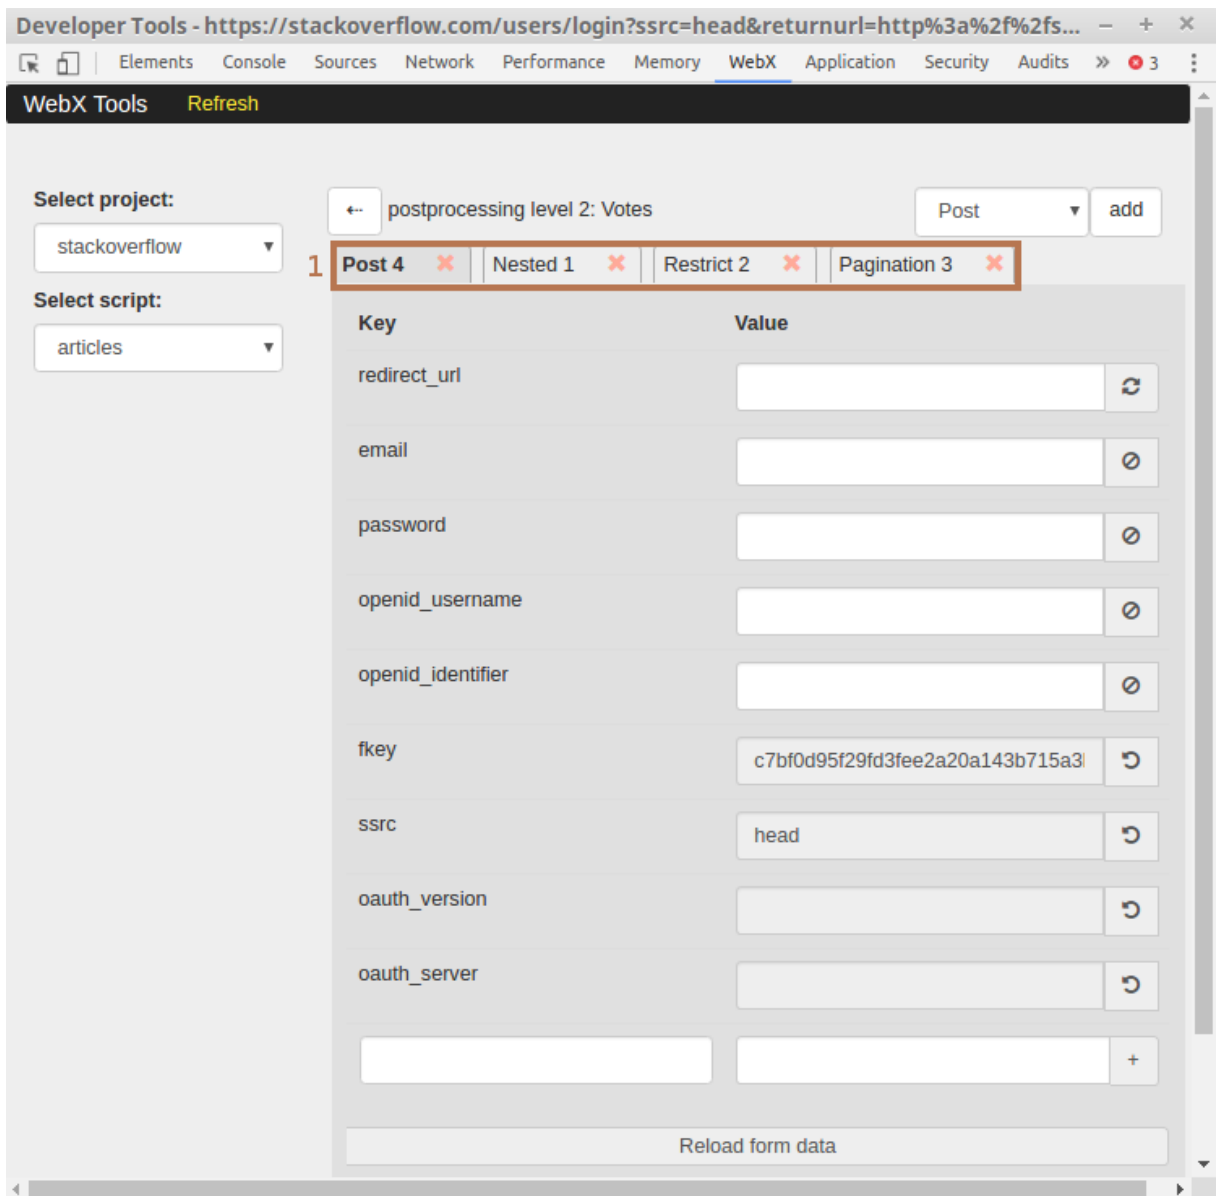 Developer Tools - https://stackoverflow.com/users/login?ssrc=head&returnurl=http%3a%2f%2fs...
Elements Console Sources Network Performance Memory WebX Application Security Audits » 3
WebX Tools Refresh
Select project:
stackoverflow
Select script:
articles
postprocessing level 2: Votes Post add
1 Post 4 Nested 1 Restrict 2 Pagination 3
Key Value
redirect_url
email
password
openid_username
openid_identifier
fkey c7bf0d95f29fd3fee2a20a143b715a3
ssrc head
oauth_version
oauth_server
+
Reload form data